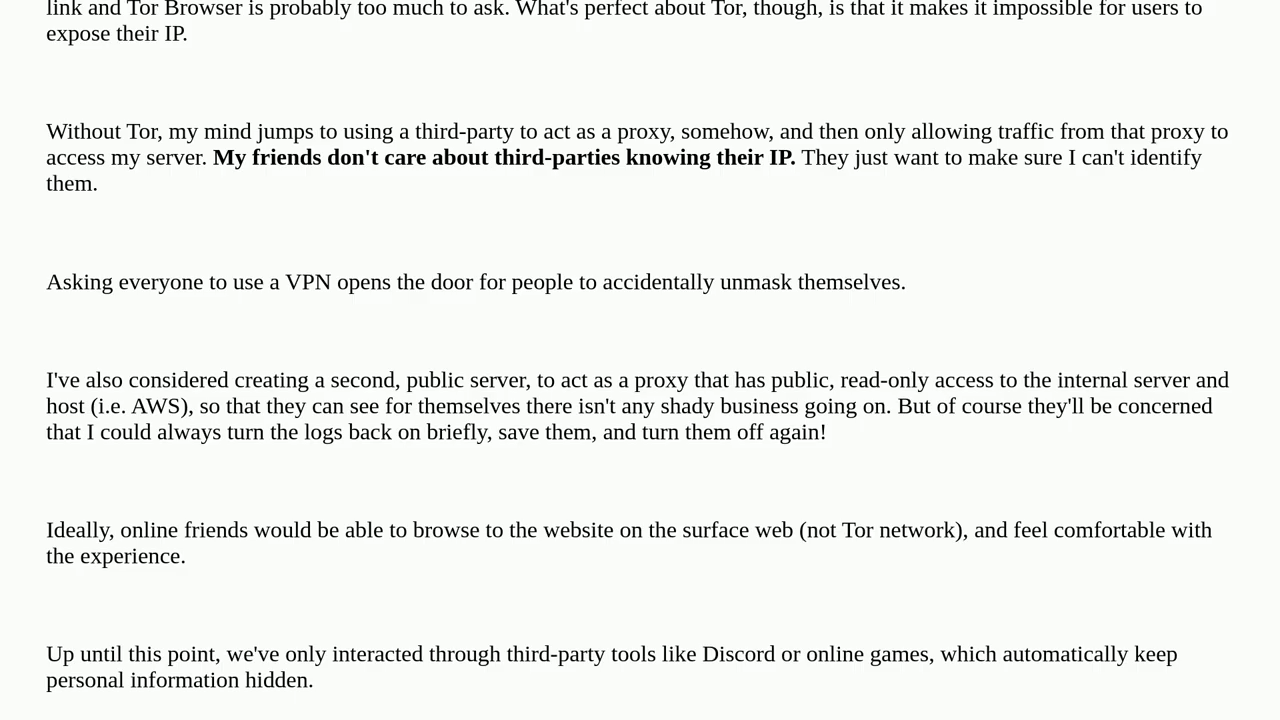 link and Tor Browser is probably too much to ask. What's perfect about Tor, though, is that it makes it impossible for users to
expose their IP.
Without Tor, my mind jumps to using a third-party to act as a proxy, somehow, and then only allowing traffic from that proxy to
access my server. My friends don't care about third-parties knowing their IP. They just want to make sure I can't identify
them.
Asking everyone to use a VPN opens the door for people to accidentally unmask themselves.
I've also considered creating a second, public server, to act as a proxy that has public, read-only access to the internal server and
host (i.e. AWS), so that they can see for themselves there isn't any shady business going on. But of course they'll be concerned
that I could always turn the logs back on briefly, save them, and turn them off again!
Ideally, online friends would be able to browse to the website on the surface web (not Tor network), and feel comfortable with
the experience.
Up until this point, we've only interacted through third-party tools like Discord or online games, which automatically keep
personal information hidden.